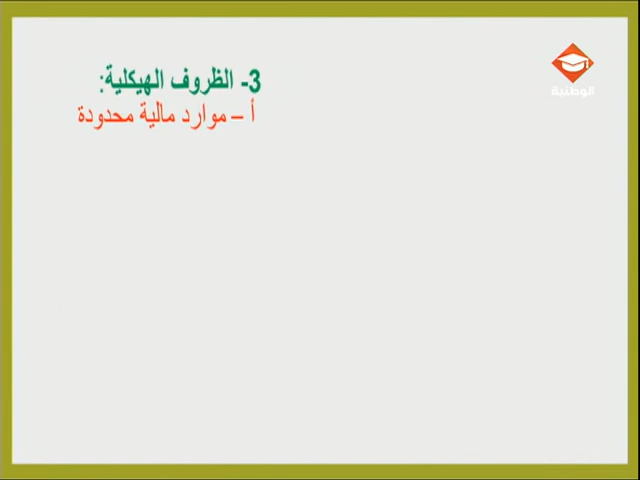 3- الظروف الهيكلية:
أ – موارد مالية محدودة
الوطنية